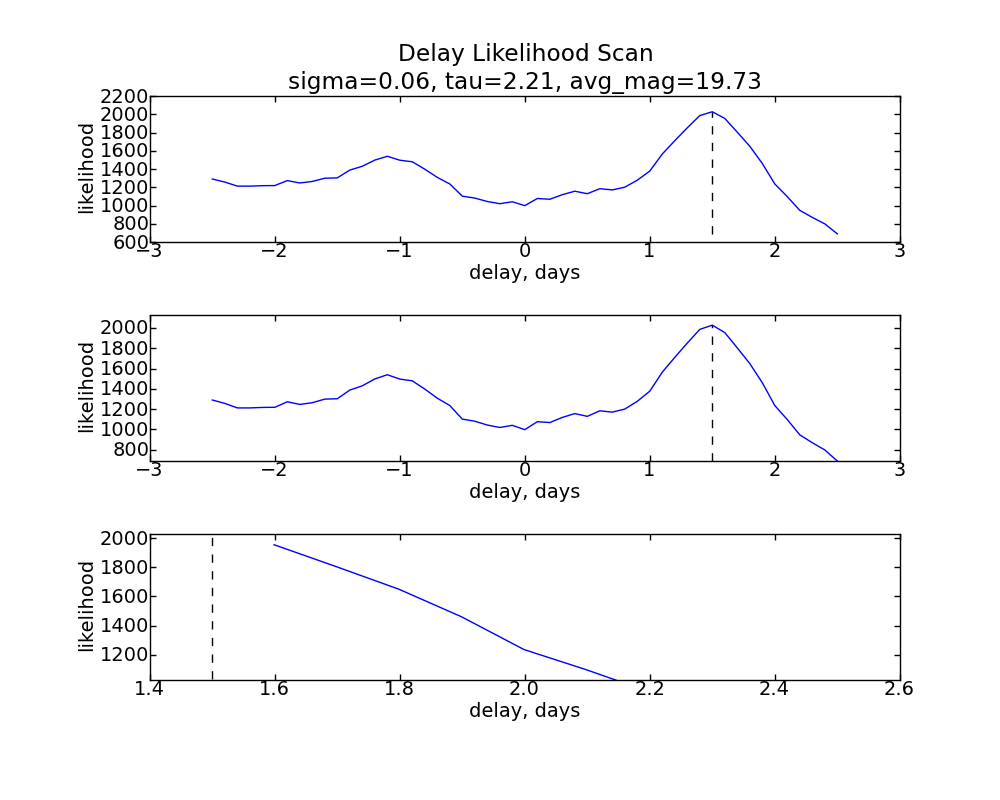 Delay Likelihood Scan
sigma=0.06, tau=2.21, avg_mag=19.73
likelihood
2200
2000
1800
1600
1400
1200
1000
800
600
−3 −2 −1 0 1 2 3
delay, days
likelihood
2000
1800
1600
1400
1200
1000
800
−3 −2 −1 0 1 2 3
delay, days
likelihood
2000
1800
1600
1400
1200
1.4 1.6 1.8 2.0 2.2 2.4 2.6
delay, days